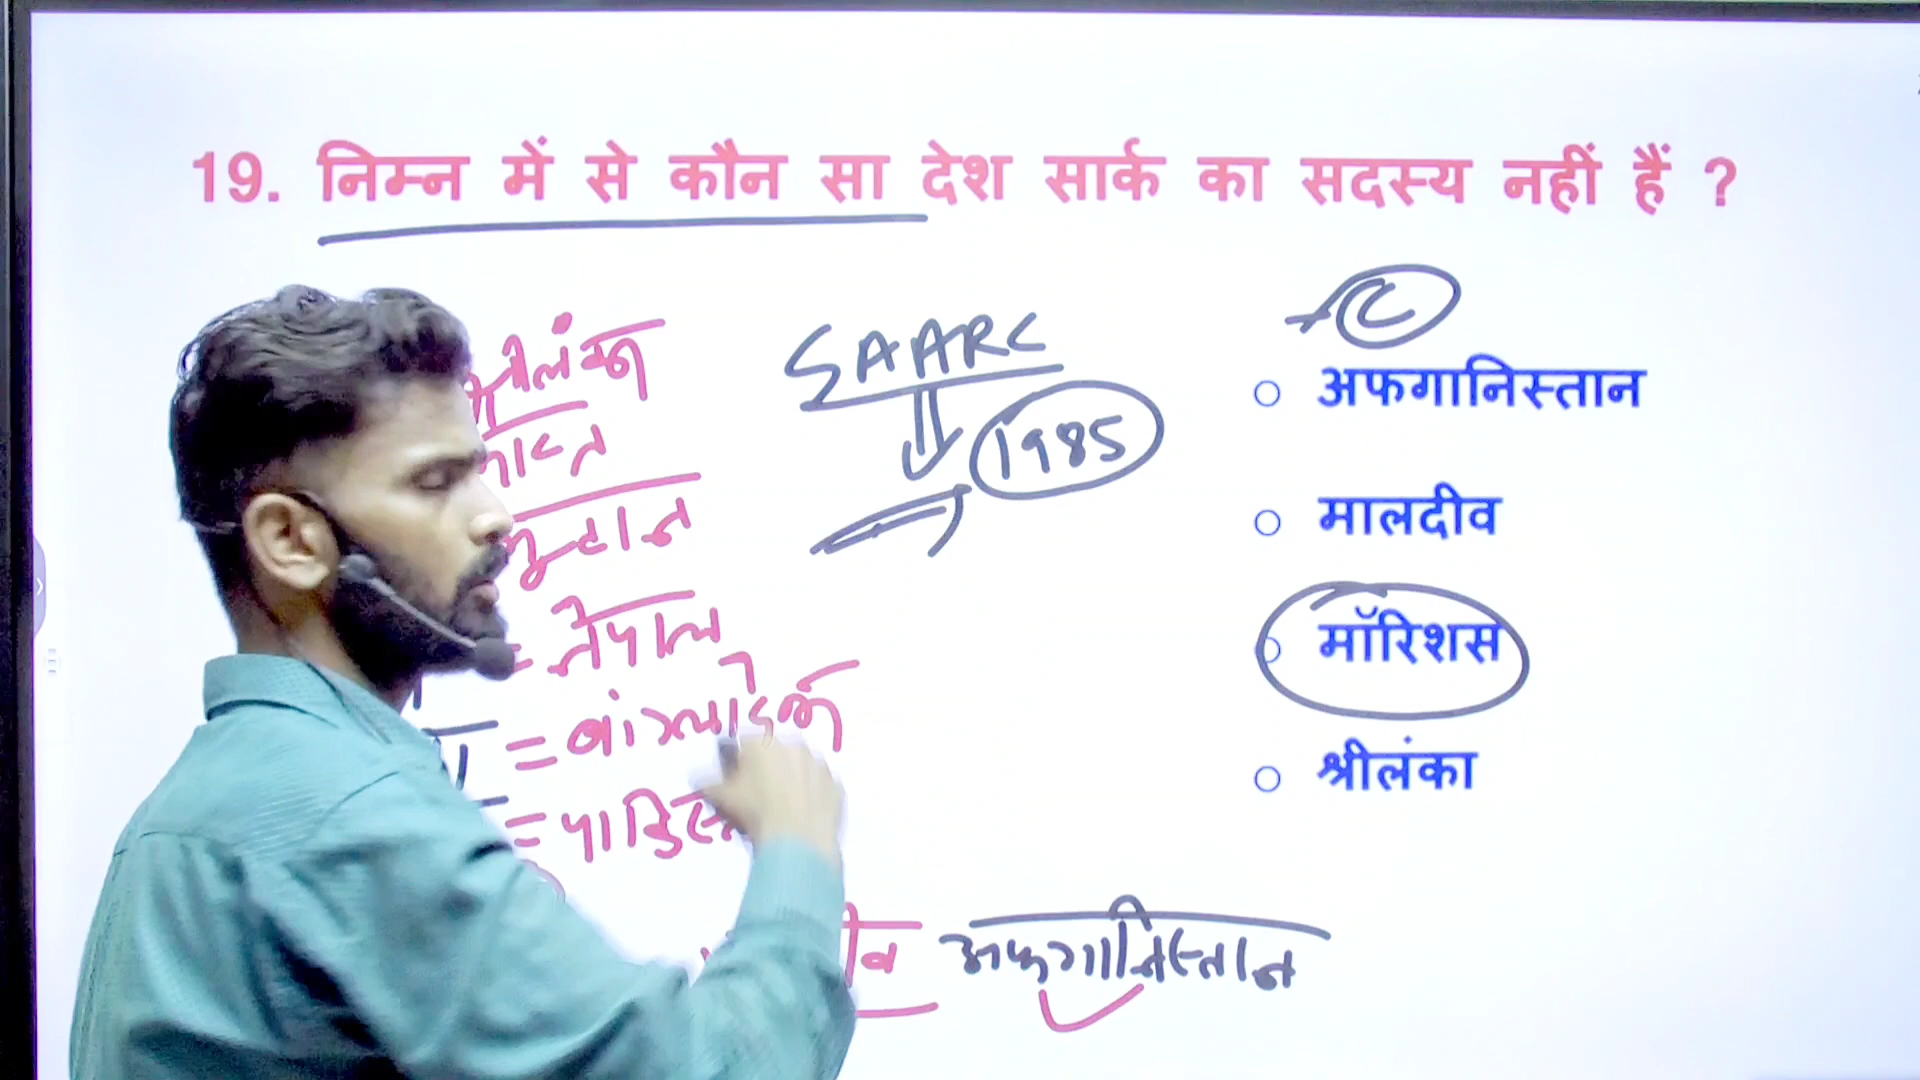 19. निम्न में से कौन सा देश सार्क का सदस्य नहीं हैं ?
श्रीलंका
SAARC
1985
भूटान
= नेपाल
= बांग्लादेश
C
○ अफगानिस्तान
○ मालदीव
○ मॉरिशस
○ श्रीलंका
अफगानिस्तान